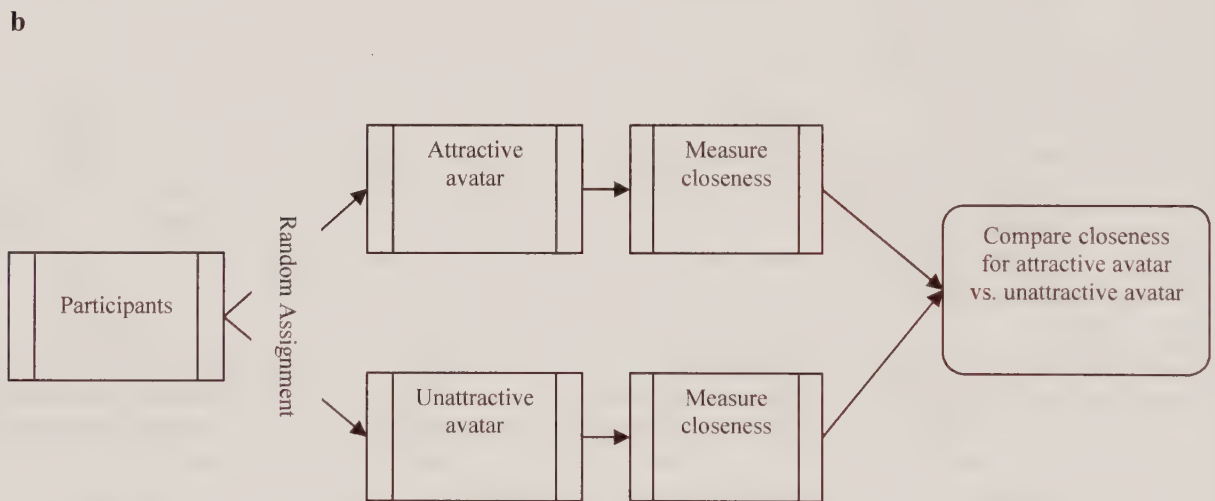 b
Participants
Random Assignment
Attractive
avatar
Measure
closeness
Unattractive
avatar
Measure
closeness
Compare closeness
for attractive avatar
vs. unattractive avatar